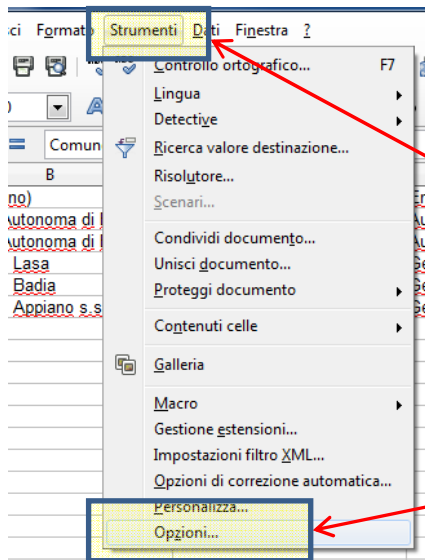 sci Formato Strumenti Dati Finestra ?
Comun
B
no)
Autonoma di
Autonoma di
Lasa
Badia
Appiano s.s
Controllo ortografico... F7
Lingua
Detective
Ricerca valore destinazione...
Risolutore...
Scenari...
Condividi documento...
Unisci documento...
Proteggi documento
Contenuti celle
Galleria
Macro
Gestione estensioni...
Impostazioni filtro XML...
Opzioni di correzione automatica...
Personalizza...
Opzioni...